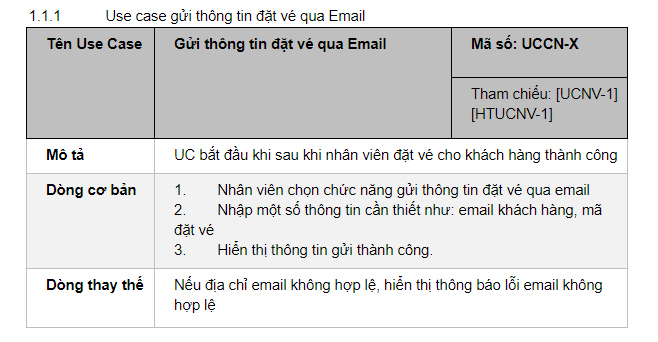 1.1.1 Use case gửi thông tin đặt vé qua Email
Tên Use Case Gửi thông tin đặt vé qua Email Mã số: UCCN-X
Tham chiếu: [UCNV-1]
[HTUCNV-1]
Mô tả UC bắt đầu khi sau khi nhân viên đặt vé cho khách hàng thành công
Dòng cơ bản 1. Nhân viên chọn chức năng gửi thông tin đặt vé qua email
2. Nhập một số thông tin cần thiết như: email khách hàng, mã
đặt vé
3. Hiển thị thông tin gửi thành công.
Dòng thay thế Nếu địa chỉ email không hợp lệ, hiển thị thông báo lỗi email không
hợp lệ